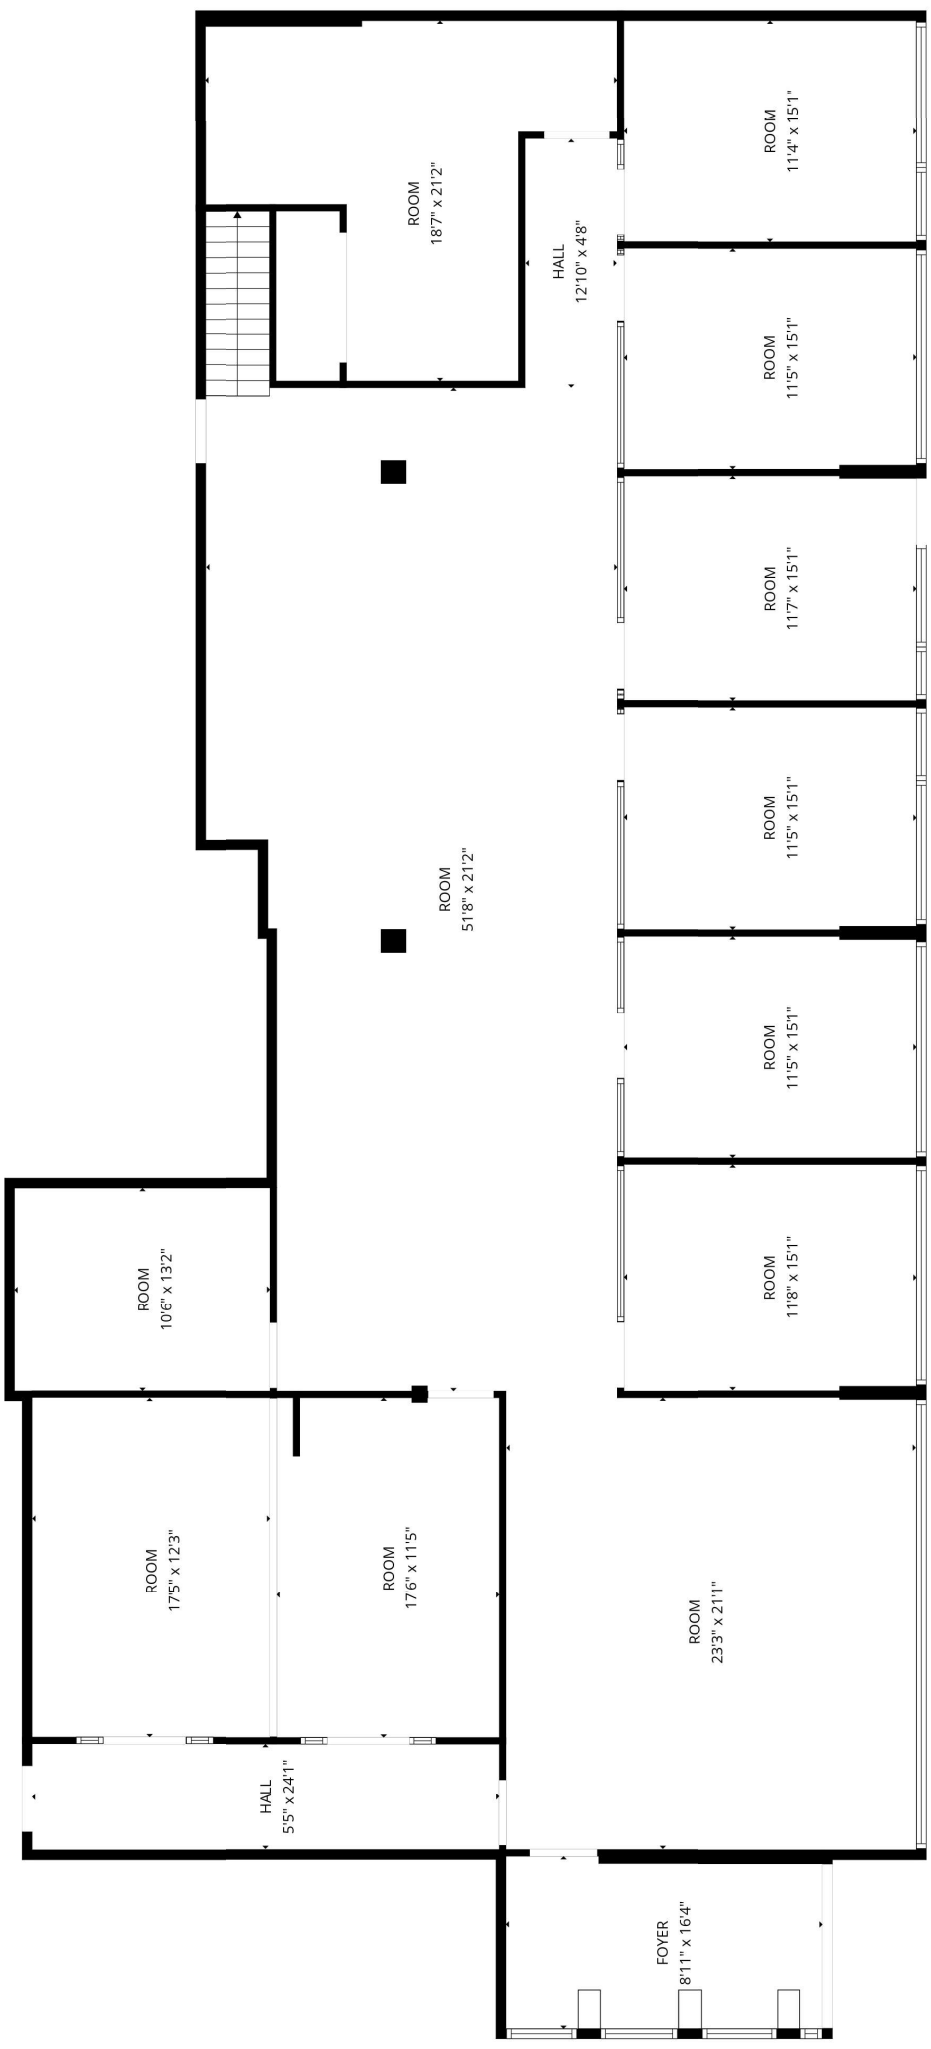 ROOM
11'4" x 15'1"
ROOM
18'7" x 21'2"
HALL
12'10" x 4'8"
ROOM
11'5" x 15'1"
ROOM
11'7" x 15'1"
ROOM
11'5" x 15'1"
ROOM
51'8" x 21'2"
ROOM
11'5" x 15'1"
ROOM
11'8" x 15'1"
ROOM
10'6" x 13'2"
ROOM
17'5" x 12'3"
ROOM
17'6" x 11'5"
ROOM
23'3" x 21'1"
HALL
5'5" x 24'1"
FOYER
8'11" x 16'4"